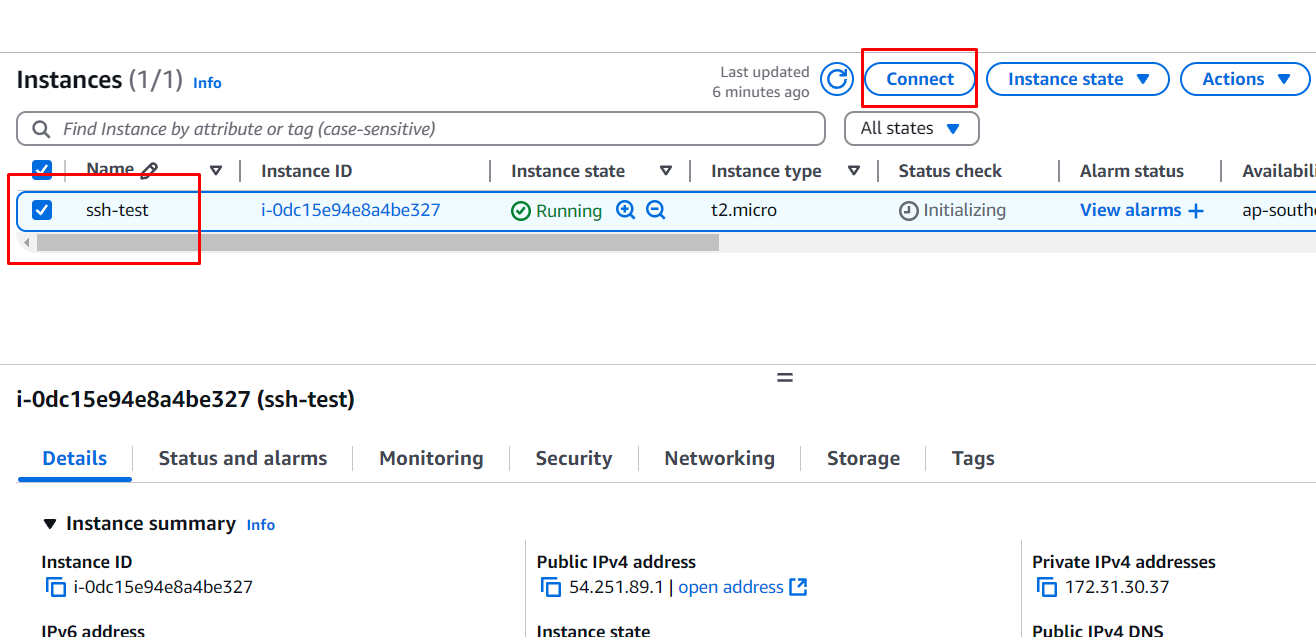 Instances (1/1) Info
Last updated
6 minutes ago
Connect
Instance state
Actions
Find Instance by attribute or tag (case-sensitive)
All states
Name
Instance ID
Instance state
Instance type
Status check
Alarm status
Availabili
ssh-test
i-0dc15e94e8a4be327
Running
t2.micro
Initializing
View alarms +
ap-southe
i-0dc15e94e8a4be327 (ssh-test)
Details
Status and alarms
Monitoring
Security
Networking
Storage
Tags
Instance summary Info
Instance ID
i-0dc15e94e8a4be327
Public IPv4 address
54.251.89.1 | open address
Private IPv4 addresses
172.31.30.37
IPv6 address
Instance state
Public IPv4 DNS